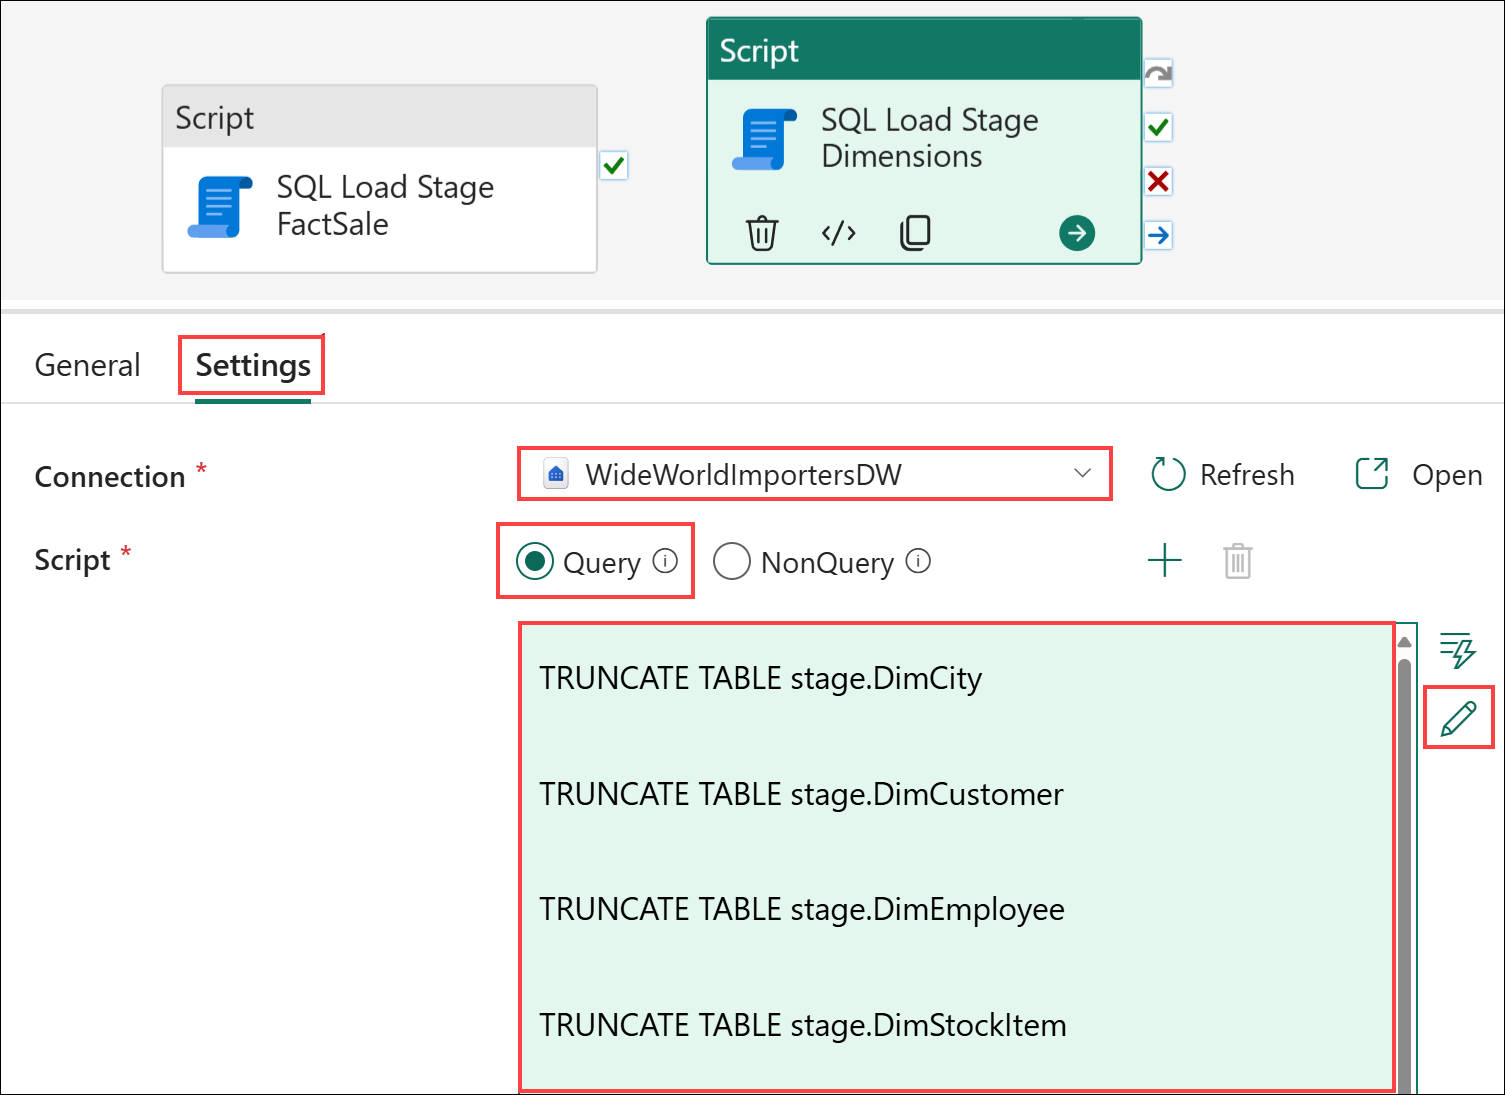 Script
SQL Load Stage
FactSale
Script
SQL Load Stage
Dimensions
General
Settings
Connection *
WideWorldImportersDW
Refresh
Open
Script *
Query
NonQuery
TRUNCATE TABLE stage.DimCity
TRUNCATE TABLE stage.DimCustomer
TRUNCATE TABLE stage.DimEmployee
TRUNCATE TABLE stage.DimStockItem